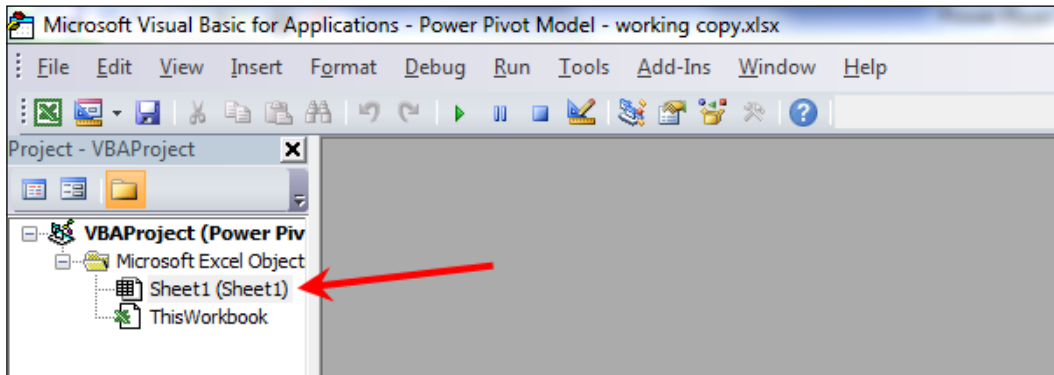 Microsoft Visual Basic for Applications - Power Pivot Model - working copy.xlsx
File Edit View Insert Format Debug Run Tools Add-Ins Window Help
Project - VBAProject
VBAProject (Power Piv
Microsoft Excel Object
Sheet1 (Sheet1)
ThisWorkbook